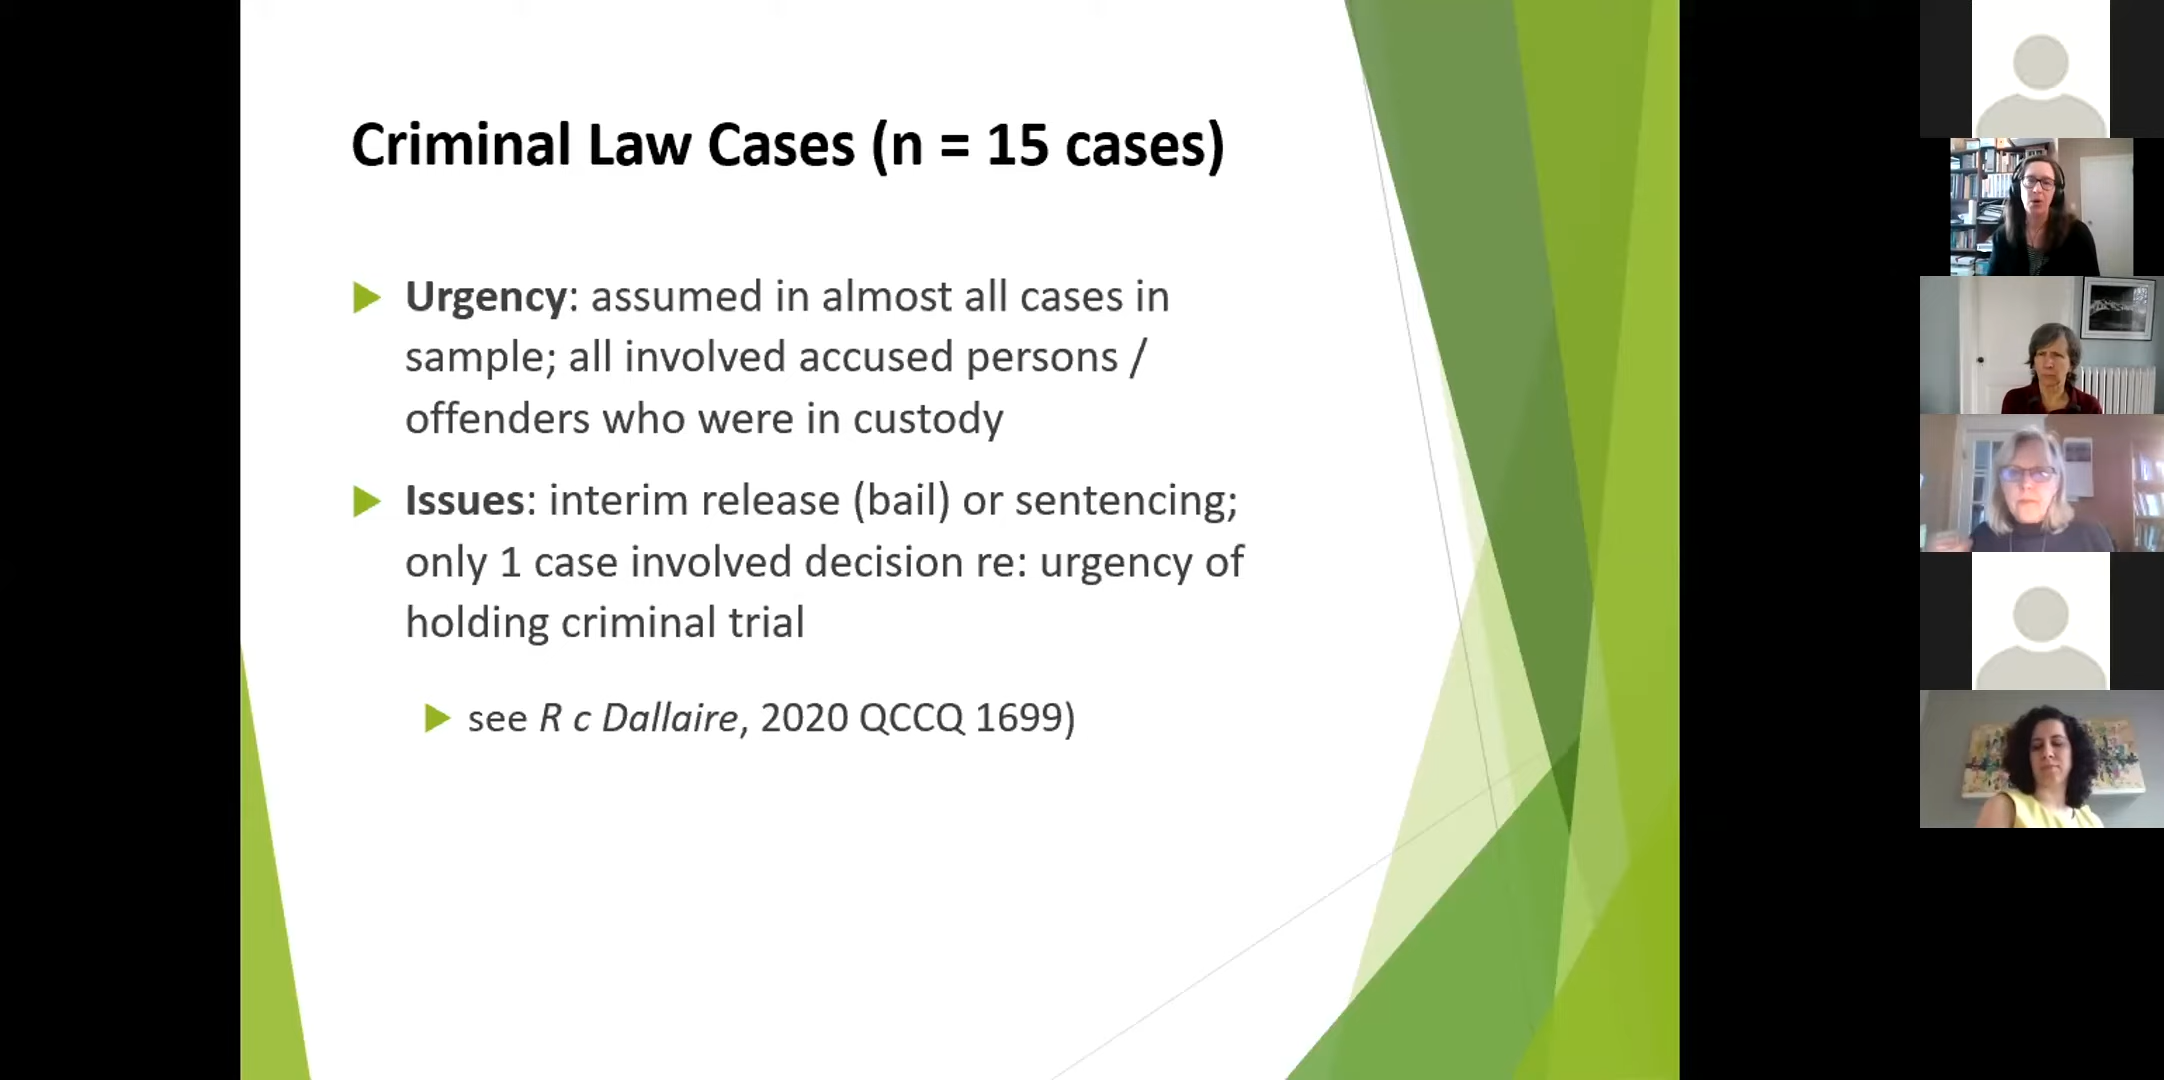 Criminal Law Cases (n = 15 cases)
Urgency: assumed in almost all cases in
sample; all involved accused persons /
offenders who were in custody
Issues: interim release (bail) or sentencing;
only 1 case involved decision re: urgency of
holding criminal trial
see R c Dallaire, 2020 QCCQ 1699)